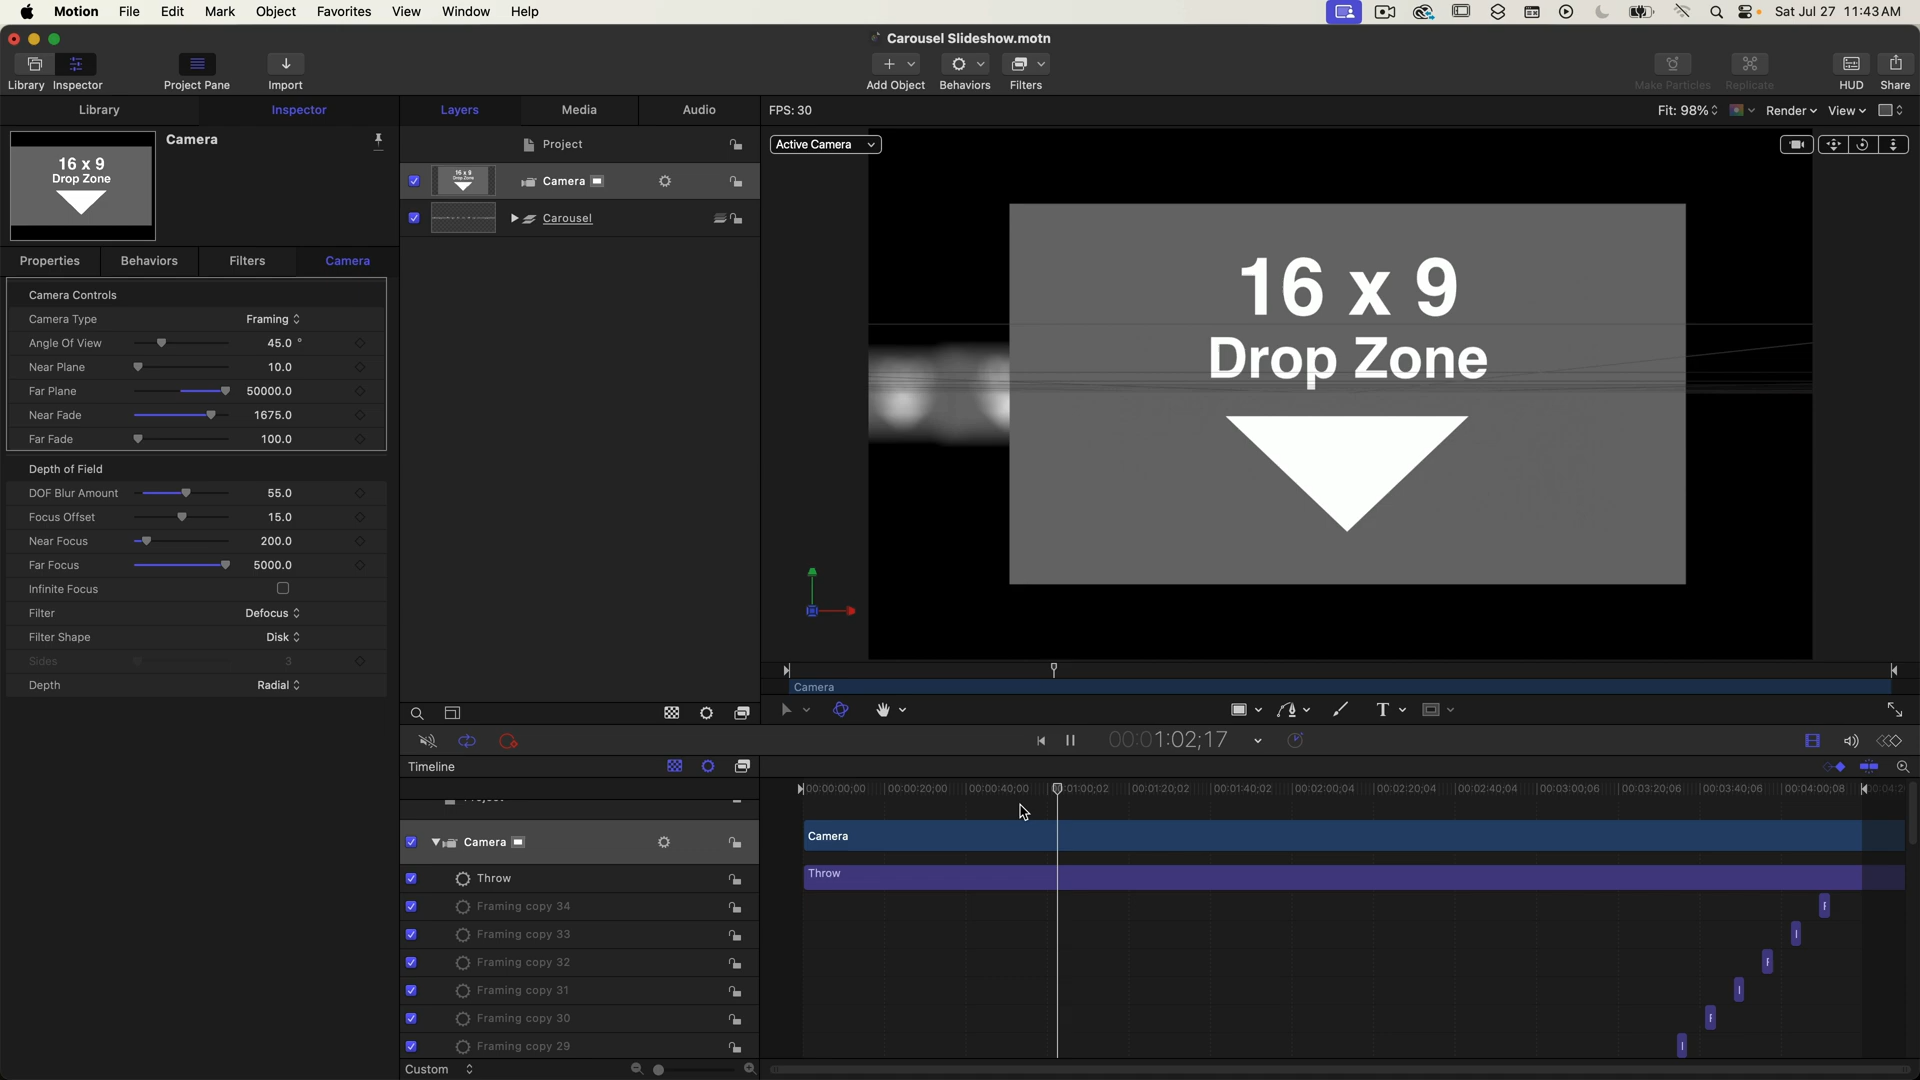 Motion File Edit Mark Object Favorites View Window Help
Sat Jul 27 11:43 AM
Carousel Slideshow.motn
Library Inspector Project Pane Import
Add Object Behaviors Filters
Make Particles Replicate HUD Share
Library Inspector
Layers Media Audio
FPS: 30
Fit: 98% Render View
Camera
16 x 9
Drop Zone
Project
Camera
Carousel
Active Camera
16 x 9
Drop Zone
Properties Behaviors Filters Camera
Camera Controls
Camera Type Framing
Angle Of View 45.0 °
Near Plane 10.0
Far Plane 50000.0
Near Fade 1675.0
Far Fade 100.0
Depth of Field
DOF Blur Amount 55.0
Focus Offset 15.0
Near Focus 200.0
Far Focus 5000.0
Infinite Focus
Filter Defocus
Filter Shape Disk
Sides 3
Depth Radial
Camera
T
00:01:02;17
Timeline
00:00:00;00 00:00:20;00 00:00:40;00 00:01:00;02 00:01:20;02 00:01:40;02 00:02:00;04 00:02:20;04 00:02:40;04 00:03:00;06 00:03:20;06 00:03:40;06 00:04:00;08
Camera
Camera
Throw
Throw
Framing copy 34
Framing copy 33
Framing copy 32
Framing copy 31
Framing copy 30
Framing copy 29
Custom